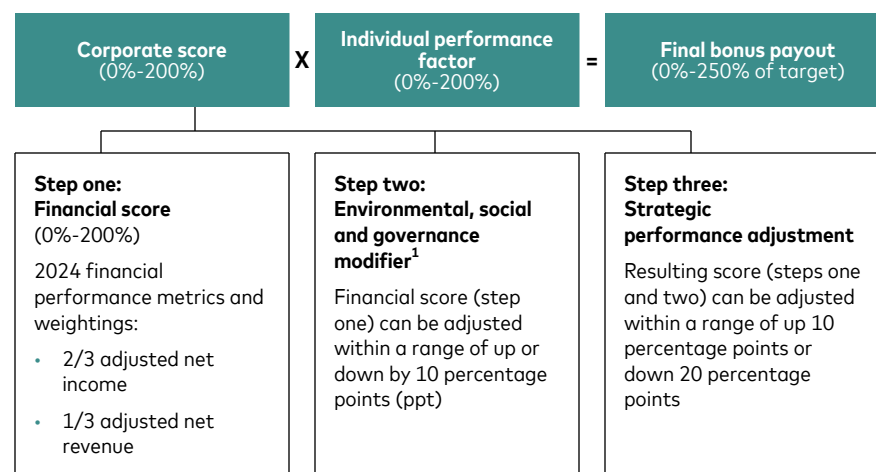 Corporate score
(0%-200%)
X
Individual performance
factor
(0%-200%)
=
Final bonus payout
(0%-250% of target)
Step one:
Financial score
(0%-200%)
2024 financial
performance metrics and
weightings:
• 2/3 adjusted net
income
• 1/3 adjusted net
revenue
Step two:
Environmental, social
and governance
modifier¹
Financial score (step
one) can be adjusted
within a range of up or
down by 10 percentage
points (ppt)
Step three:
Strategic
performance adjustment
Resulting score (steps one
and two) can be adjusted
within a range of up 10
percentage points or
down 20 percentage
points